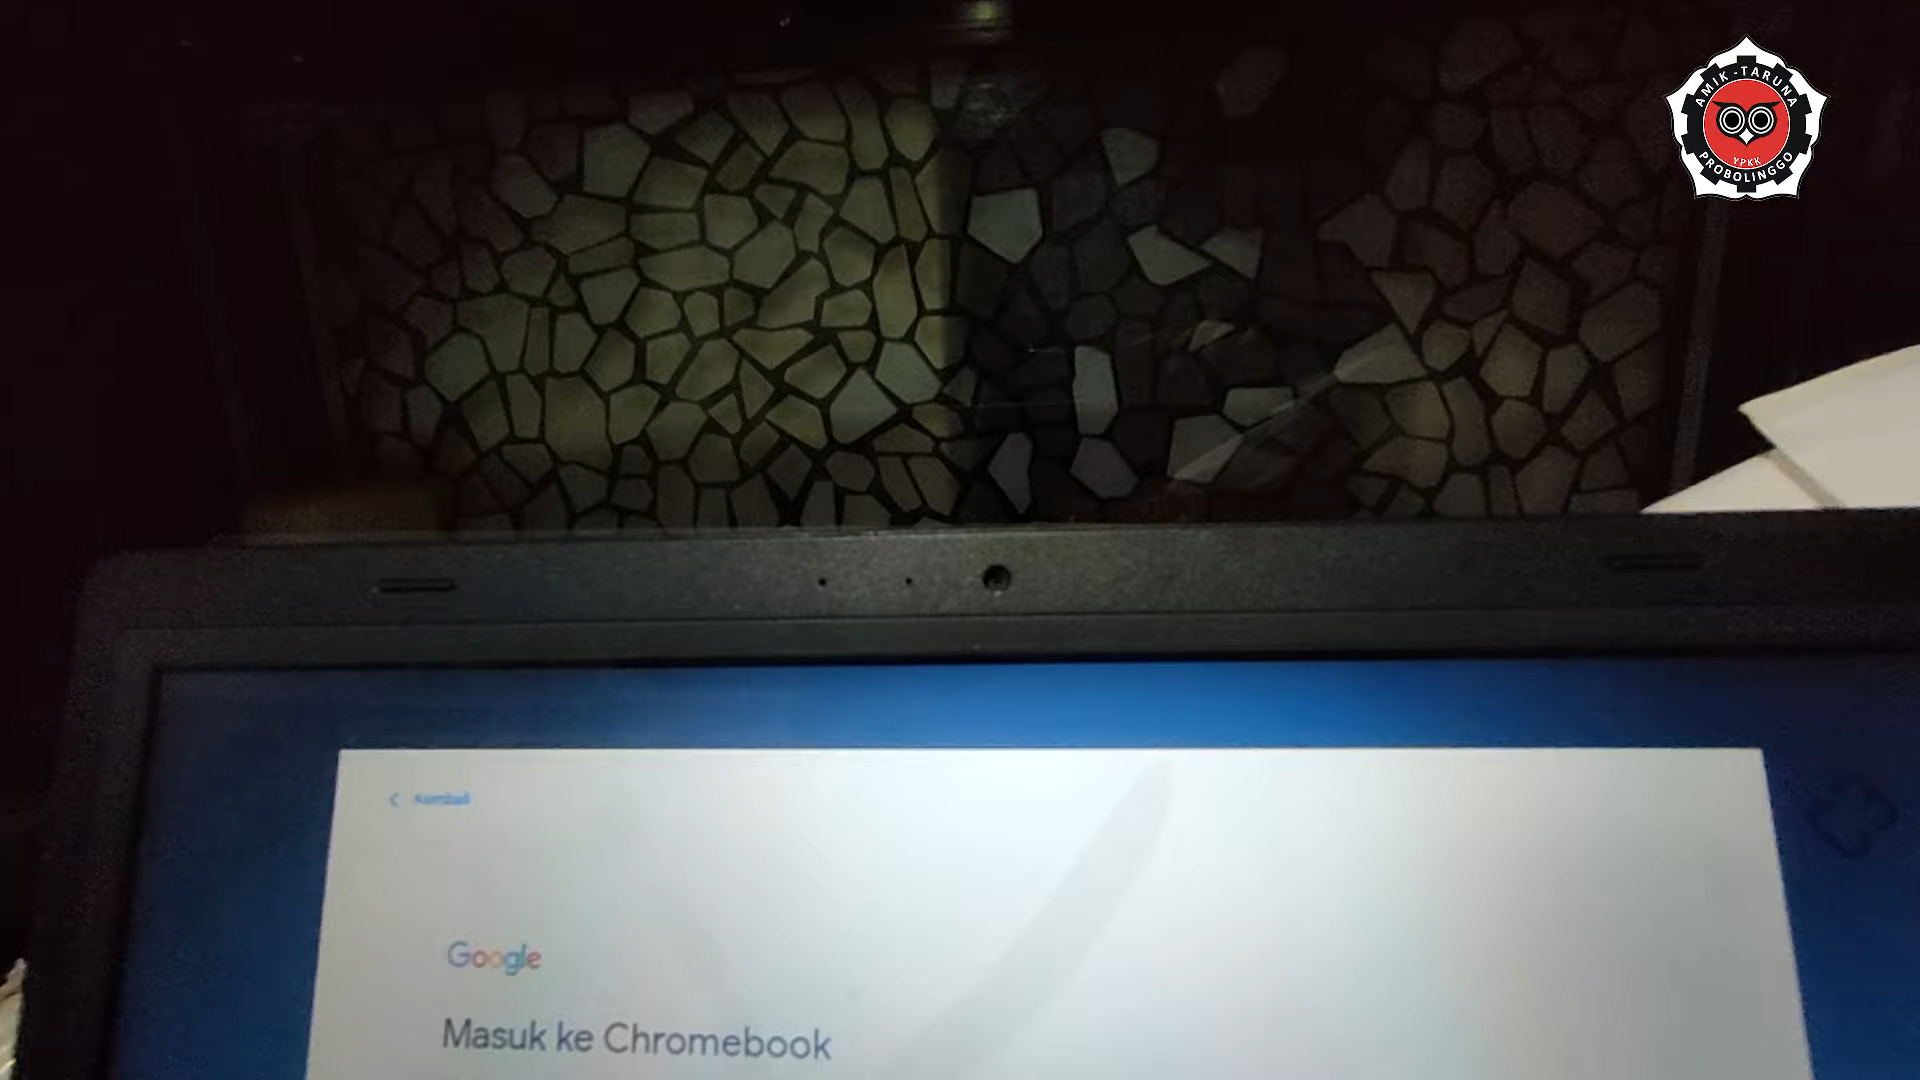 AMIK-TARUNA
YPKK
PROBOLINGGO
Kembali
Google
Masuk ke Chromebook